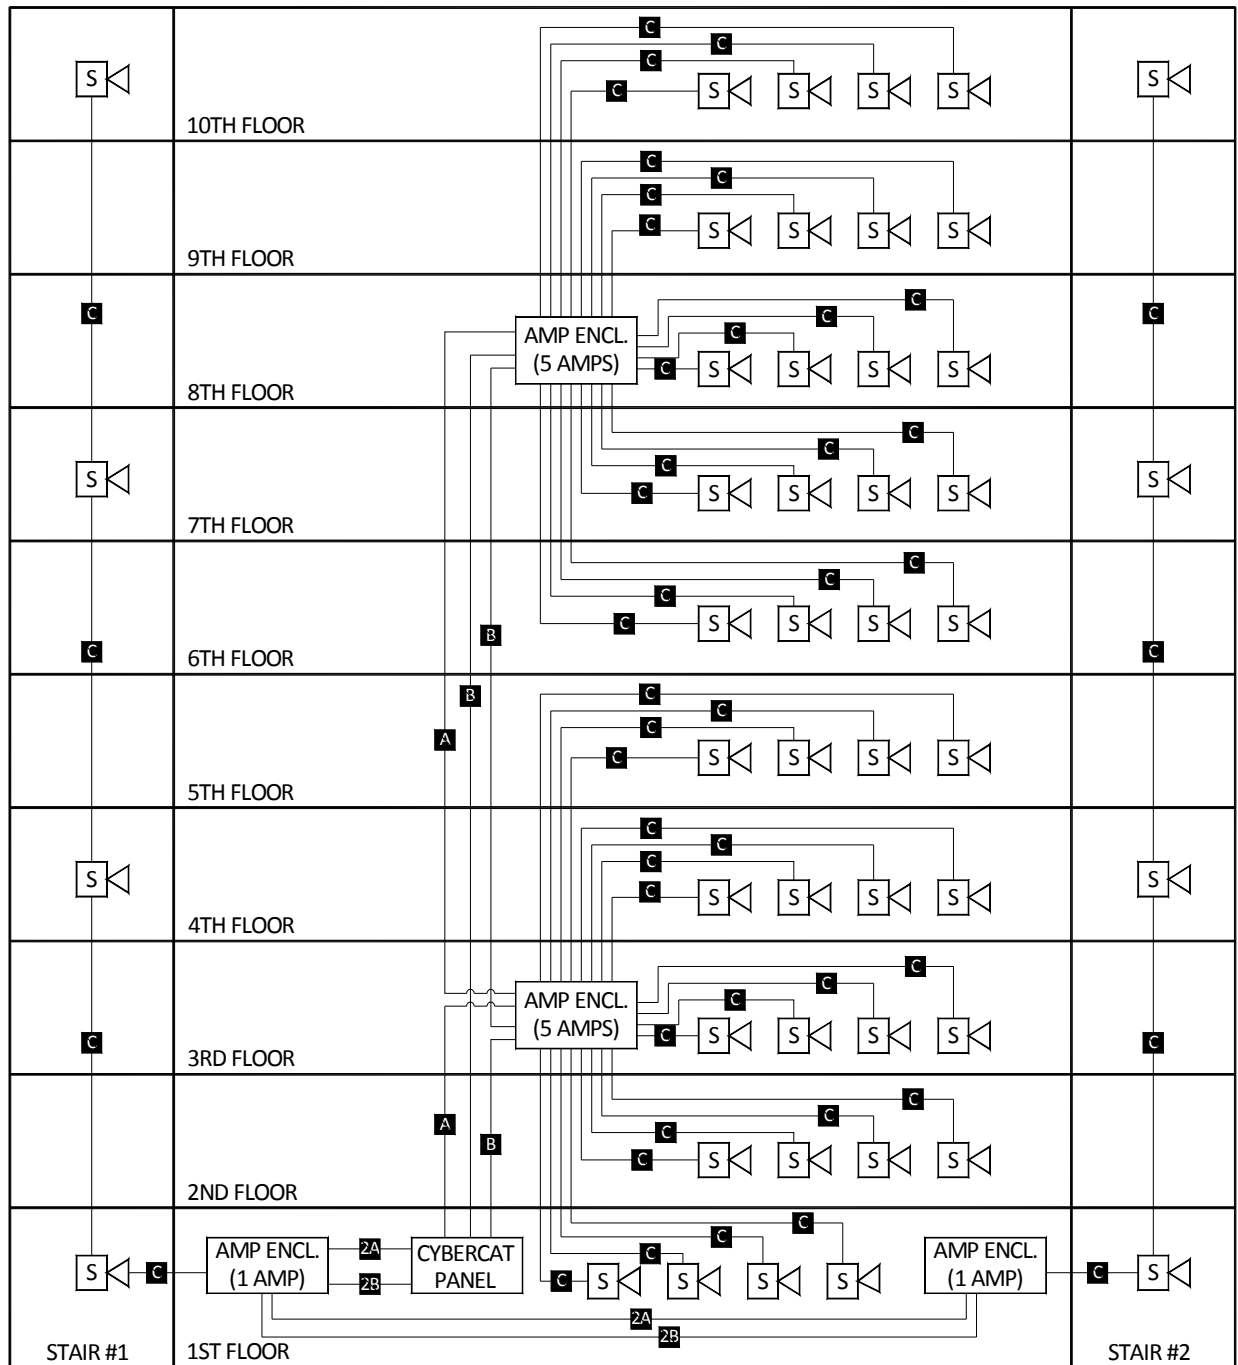 C
C
C
S
S
C
S
S
S
S
S
10TH FLOOR
C
C
C
C
S
S
S
S
9TH FLOOR
C
C
C
C
AMP ENCL.
(5 AMPS)
C
C
S
S
S
S
8TH FLOOR
C
C
C
C
S
S
S
S
S
S
7TH FLOOR
C
C
C
C
S
S
S
S
B
C
C
6TH FLOOR
C
B
C
C
A
C
S
S
S
S
5TH FLOOR
C
C
C
C
S
S
S
S
S
S
4TH FLOOR
C
C
C
AMP ENCL.
(5 AMPS)
C
S
S
S
S
C
C
3RD FLOOR
C
C
A
C
B
C
S
S
S
S
2ND FLOOR
C
C
AMP ENCL.
(1 AMP)
2A
2B
CYBERCAT
PANEL
C
AMP ENCL.
(1 AMP)
S
C
C
S
S
S
S
C
S
2A
2B
STAIR #1
1ST FLOOR
STAIR #2